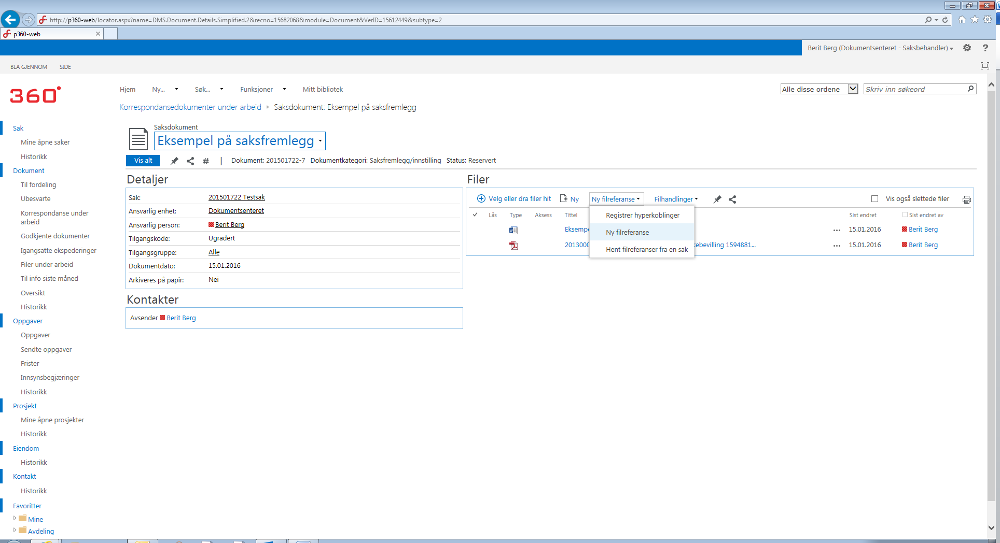 http://p360-web/locator.aspx?name=DMS.Document.Details.Simplified.2&recno=15682068&module=Document&VerID=15612449&subtype=2
p360-web
Berit Berg (Dokumentsenteret - Saksbehandler)
?
BLA GJENNOM SIDE
360°
Hjem Ny... Søk... Funksjoner Mitt bibliotek
Alle disse ordene
Skriv inn søkeord
Korrespondansedokumenter under arbeid Saksdokument: Eksempel på saksfremlegg
Sak
Mine åpne saker
Historikk
Dokument
Til fordeling
Ubesvarte
Korrespondanse under
arbeid
Godkjente dokumenter
Igangsatte ekspederinger
Filer under arbeid
Til info siste måned
Oversikt
Historikk
Oppgaver
Oppgaver
Sendte oppgaver
Frister
Innsynsbegjæringer
Historikk
Prosjekt
Mine åpne prosjekter
Historikk
Eiendom
Historikk
Kontakt
Historikk
Favoritter
Mine
Avdeling
Saksdokument
Eksempel på saksfremlegg
Vis alt # | Dokument: 201501722-7 Dokumentkategori: Saksfremlegg/innstilling Status: Reservert
Detaljer
Sak: 201501722 Testsak
Ansvarlig enhet: Dokumentsenteret
Ansvarlig person: Berit Berg
Tilgangskode: Ugradert
Tilgangsgruppe: Alle
Dokumentdato: 15.01.2016
Arkiveres på papir: Nei
Kontakter
Avsender Berit Berg
Filer
Velg eller dra filer hit Ny Ny filreferanse Filhandlinger Vis også slettede filer
Lås Type Aksess Tittel Sist endret Sist endret av
Eksempe ... 15.01.2016 Berit Berg
2013000 kebevilling 1594881... ... 15.01.2016 Berit Berg
Registrer hyperkoblinger
Ny filreferanse
Hent filreferanser fra en sak